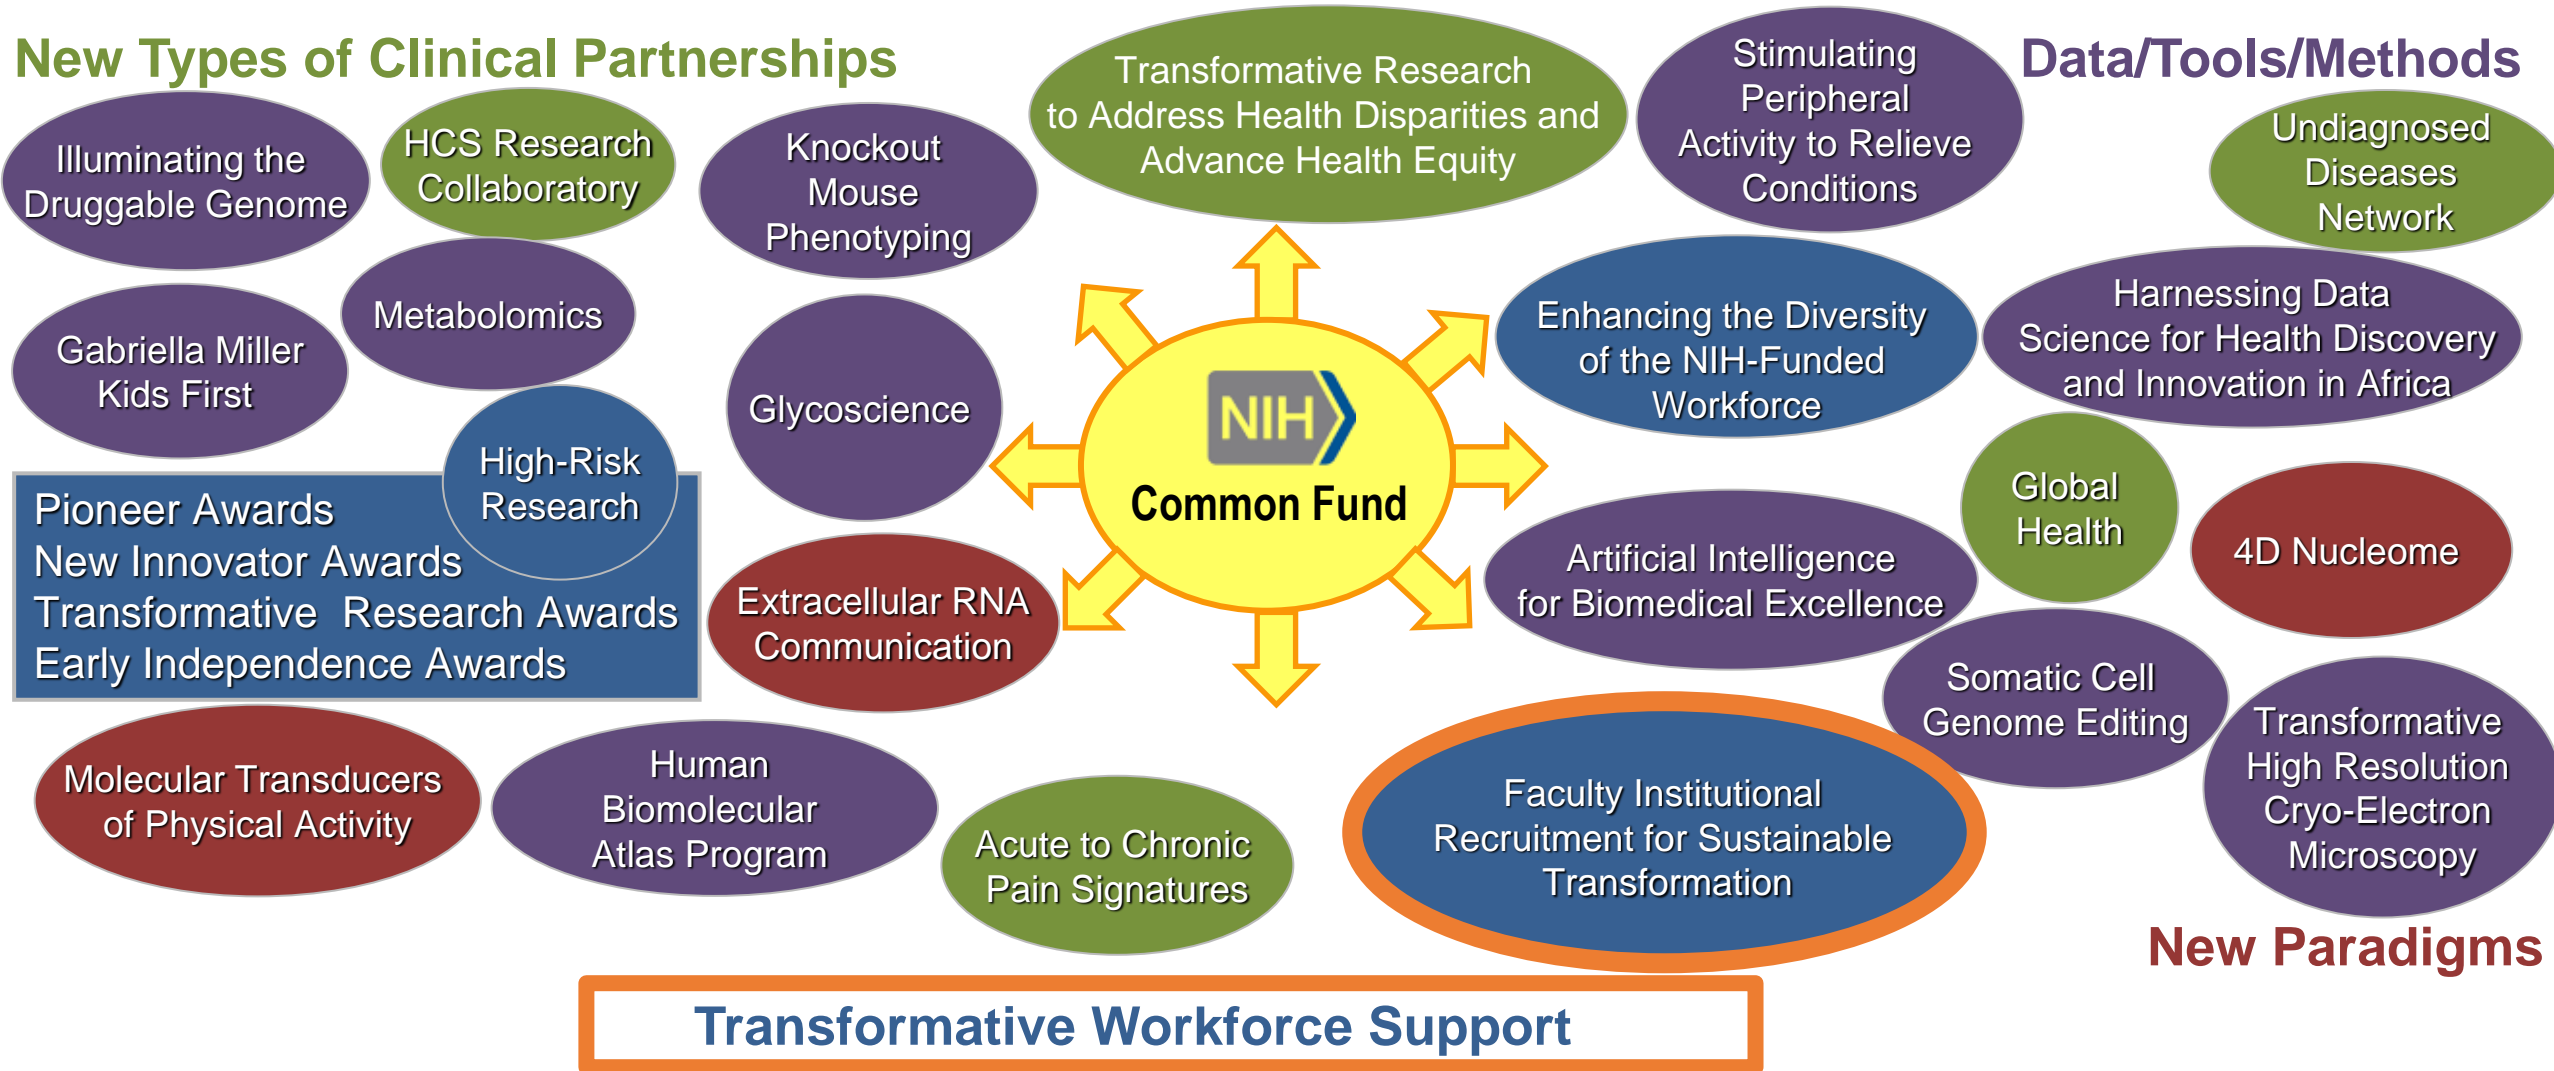 New Types of Clinical Partnerships
Data/Tools/Methods
Illuminating the
Druggable Genome
HCS Research
Collaboratory
Knockout
Mouse
Phenotyping
Transformative Research
to Address Health Disparities and
Advance Health Equity
Stimulating
Peripheral
Activity to Relieve
Conditions
Undiagnosed
Diseases
Network
Gabriella Miller
Kids First
Metabolomics
Glycoscience
NIH
Common Fund
Enhancing the Diversity
of the NIH-Funded
Workforce
Harnessing Data
Science for Health Discovery
and Innovation in Africa
High-Risk
Research
Pioneer Awards
New Innovator Awards
Transformative Research Awards
Early Independence Awards
Extracellular RNA
Communication
Artificial Intelligence
for Biomedical Excellence
Global
Health
4D Nucleome
Molecular Transducers
of Physical Activity
Human
Biomolecular
Atlas Program
Acute to Chronic
Pain Signatures
Faculty Institutional
Recruitment for Sustainable
Transformation
Somatic Cell
Genome Editing
Transformative
High Resolution
Cryo-Electron
Microscopy
New Paradigms
Transformative Workforce Support